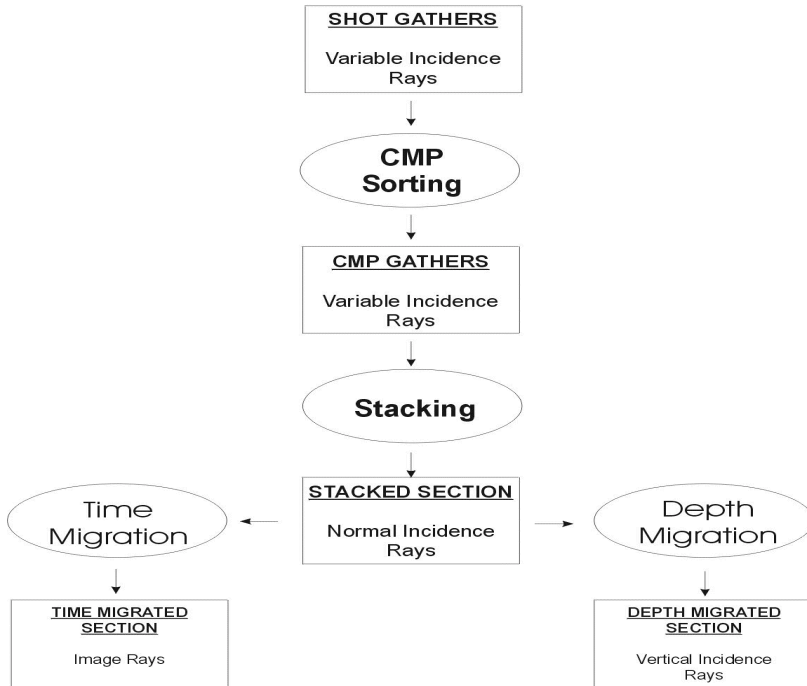 SHOT GATHERS
Variable Incidence
Rays
CMP
Sorting
CMP GATHERS
Variable Incidence
Rays
Stacking
STACKED SECTION
Normal Incidence
Rays
Time
Migration
Depth
Migration
TIME MIGRATED
SECTION
Image Rays
DEPTH MIGRATED
SECTION
Vertical Incidence
Rays